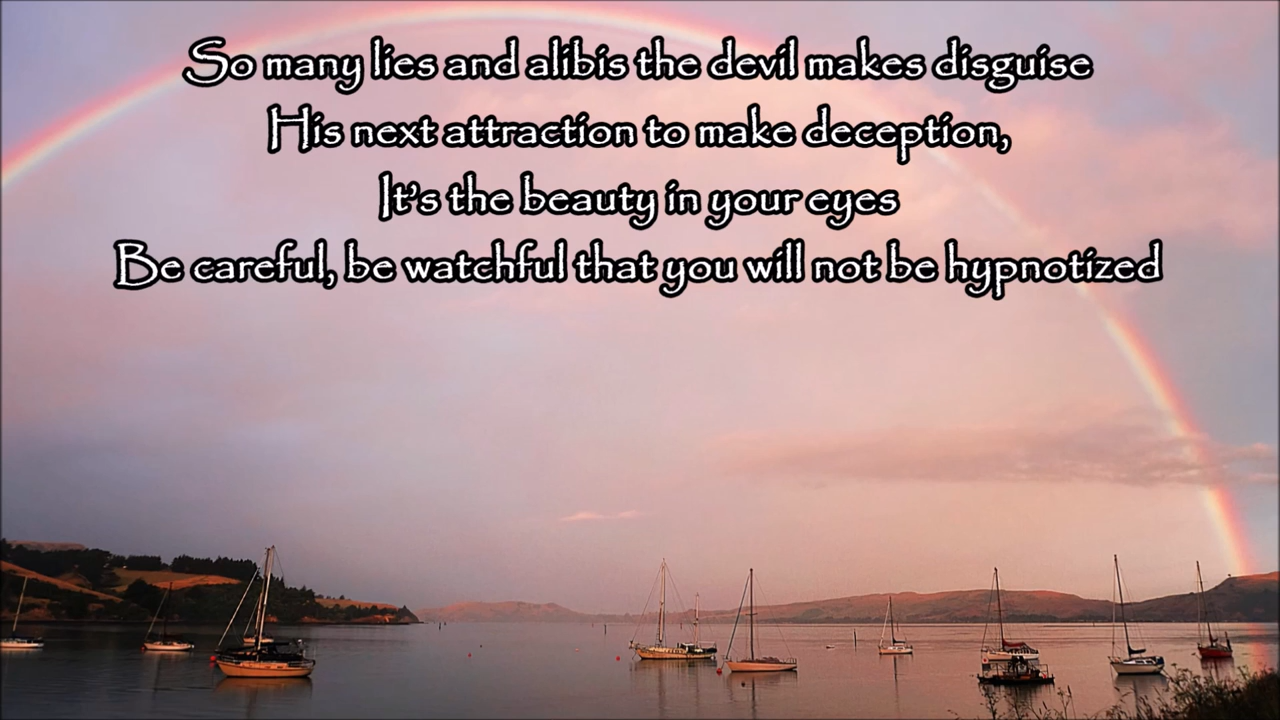 So many lies and alibis the devil makes disguise
His next attraction to make deception,
It's the beauty in your eyes
Be careful, be watchful that you will not be hypnotized